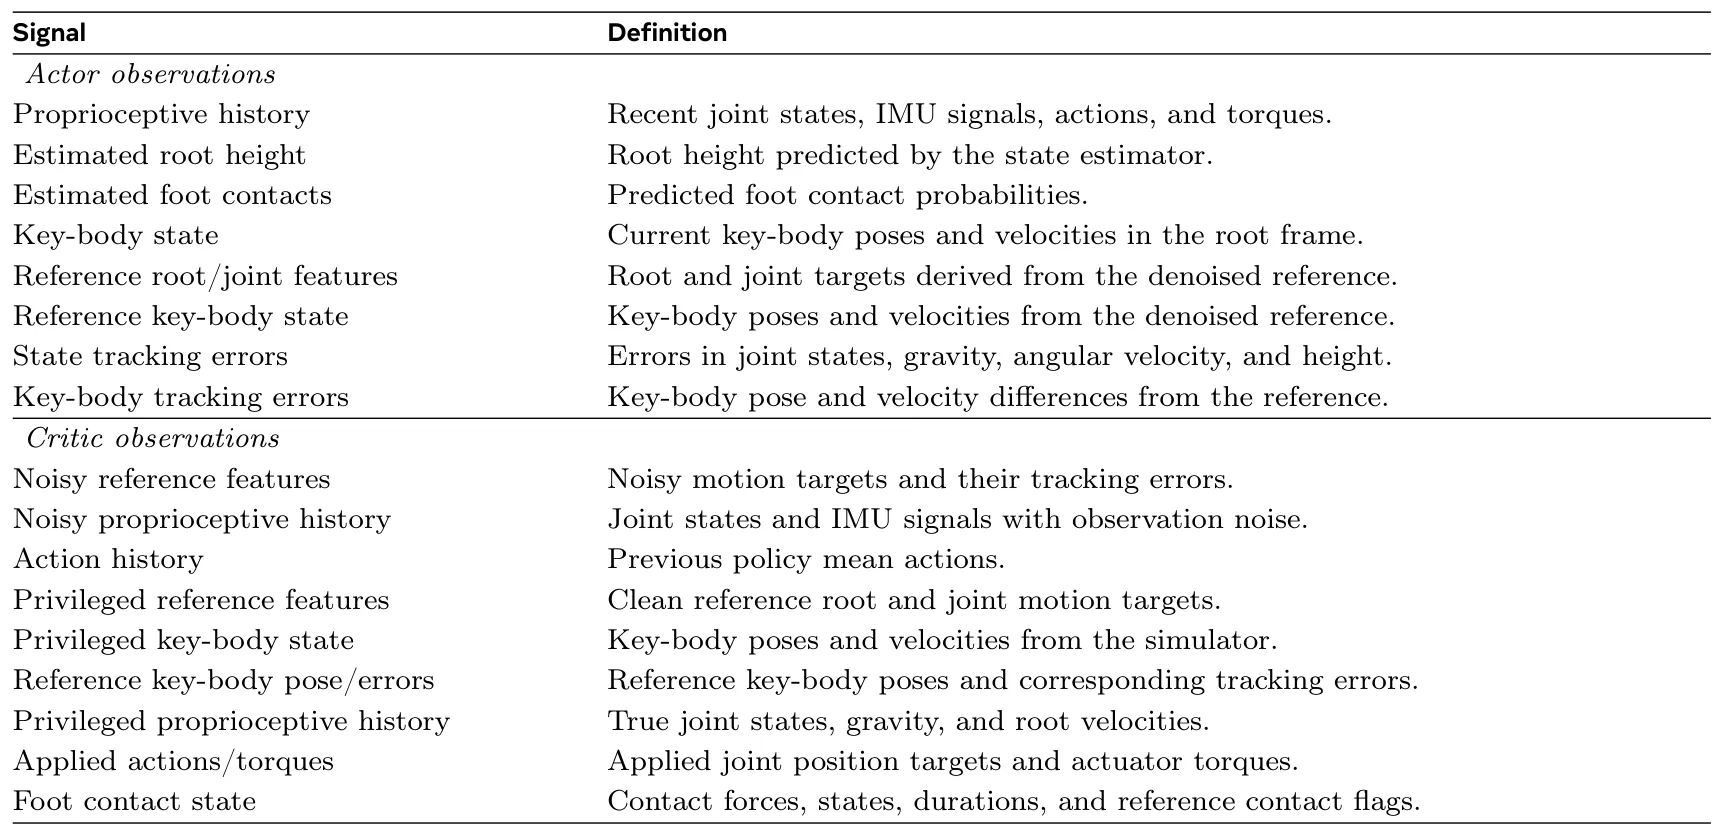 Signal Definition
Actor observations
Proprioceptive history Recent joint states, IMU signals, actions, and torques.
Estimated root height Root height predicted by the state estimator.
Estimated foot contacts Predicted foot contact probabilities.
Key-body state Current key-body poses and velocities in the root frame.
Reference root/joint features Root and joint targets derived from the denoised reference.
Reference key-body state Key-body poses and velocities from the denoised reference.
State tracking errors Errors in joint states, gravity, angular velocity, and height.
Key-body tracking errors Key-body pose and velocity differences from the reference.
Critic observations
Noisy reference features Noisy motion targets and their tracking errors.
Noisy proprioceptive history Joint states and IMU signals with observation noise.
Action history Previous policy mean actions.
Privileged reference features Clean reference root and joint motion targets.
Privileged key-body state Key-body poses and velocities from the simulator.
Reference key-body pose/errors Reference key-body poses and corresponding tracking errors.
Privileged proprioceptive history True joint states, gravity, and root velocities.
Applied actions/torques Applied joint position targets and actuator torques.
Foot contact state Contact forces, states, durations, and reference contact flags.